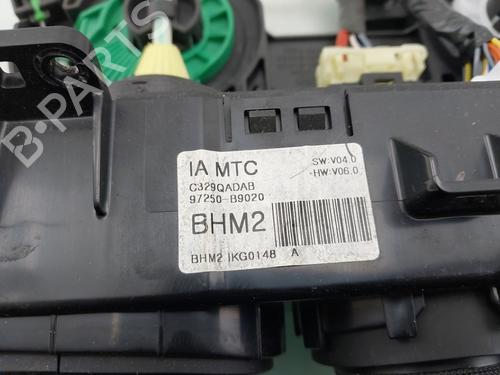 B-PARTS
IA MTC
SW:V04.0
C329QADAB
-HW:V06.0
97250-B9020
BHM2
BHM2 IKG0148 A